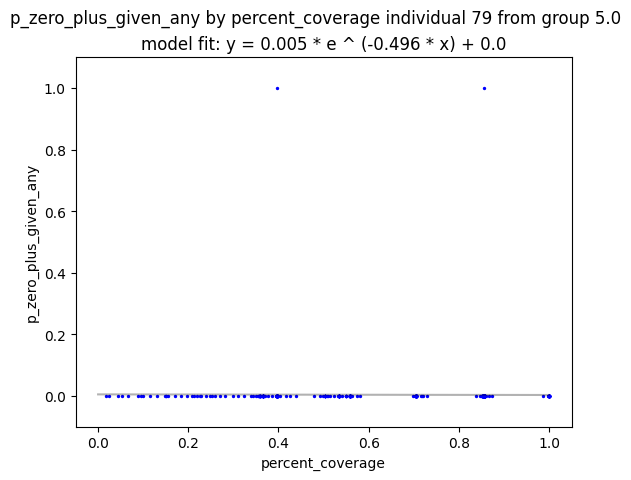 p_zero_plus_given_any by percent_coverage individual 79 from group 5.0
model fit: y = 0.005 * e ^ (-0.496 * x) + 0.0
1.0
0.8
0.6
0.4
0.2
0.0
p_zero_plus_given_any
0.0 0.2 0.4 0.6 0.8 1.0
percent_coverage